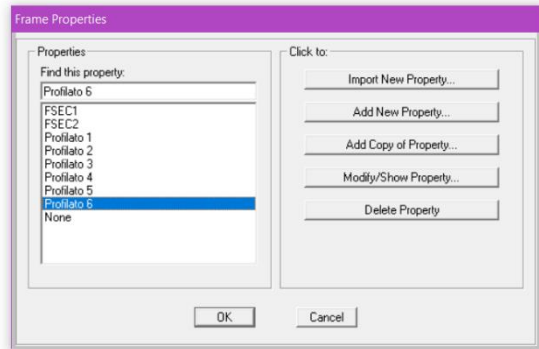 Frame Properties
Properties
Find this property:
Profilato 6
FSEC1
FSEC2
Profilato 1
Profilato 2
Profilato 3
Profilato 4
Profilato 5
Profilato 6
None
Click to:
Import New Property...
Add New Property...
Add Copy of Property...
Modify/Show Property...
Delete Property
OK
Cancel